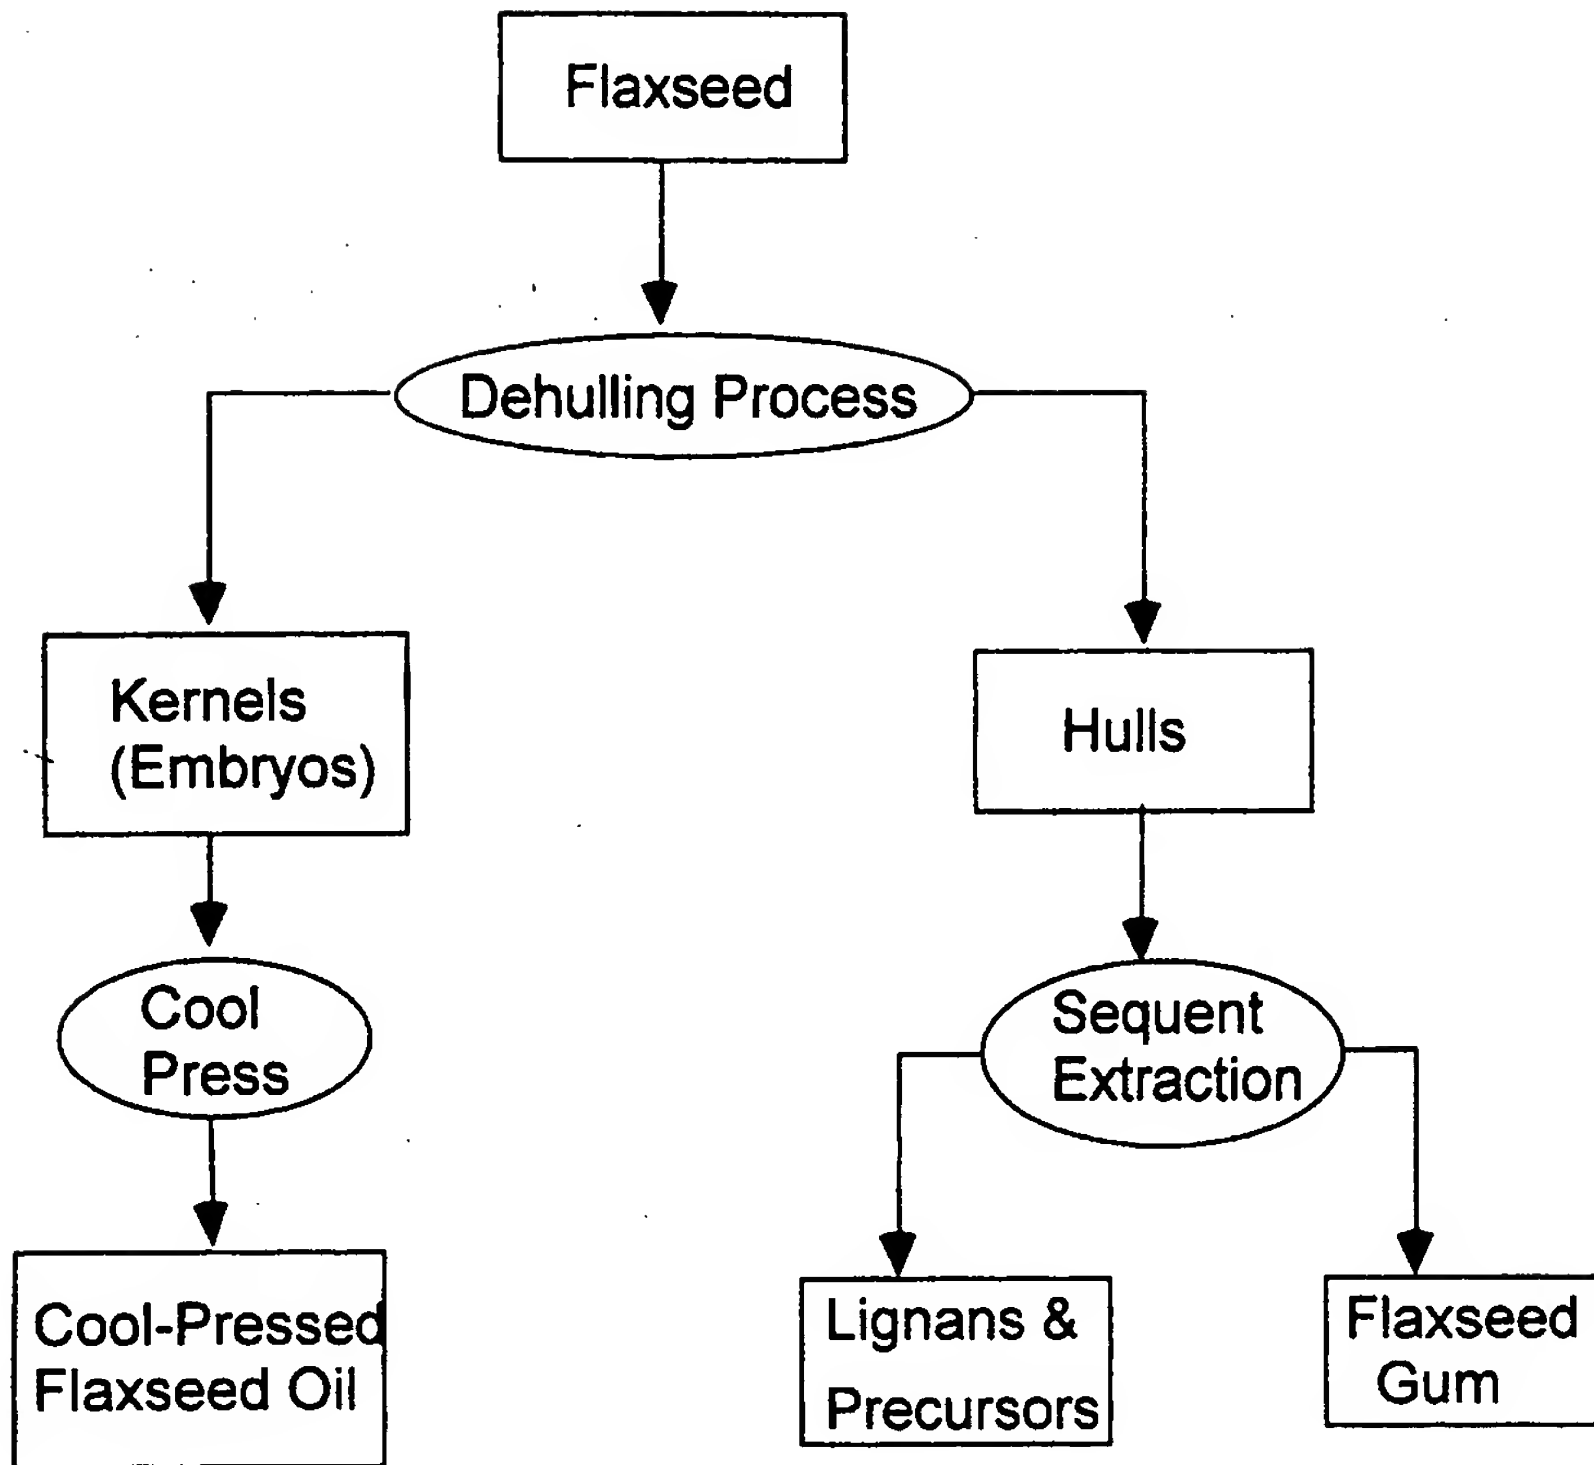 Flaxseed
Dehulling Process
Kernels
(Embryos)
Hulls
Cool
Press
Sequent
Extraction
Cool-Pressed
Flaxseed Oil
Lignans &
Precursors
Flaxseed
Gum